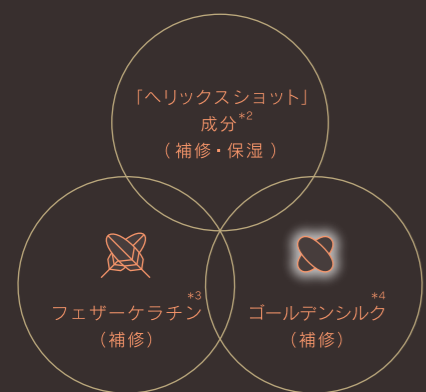 「ヘリックスショット」
成分*2
（補修・保湿）
フェザーケラチン*3
（補修）
ゴールデンシルク*4
（補修）